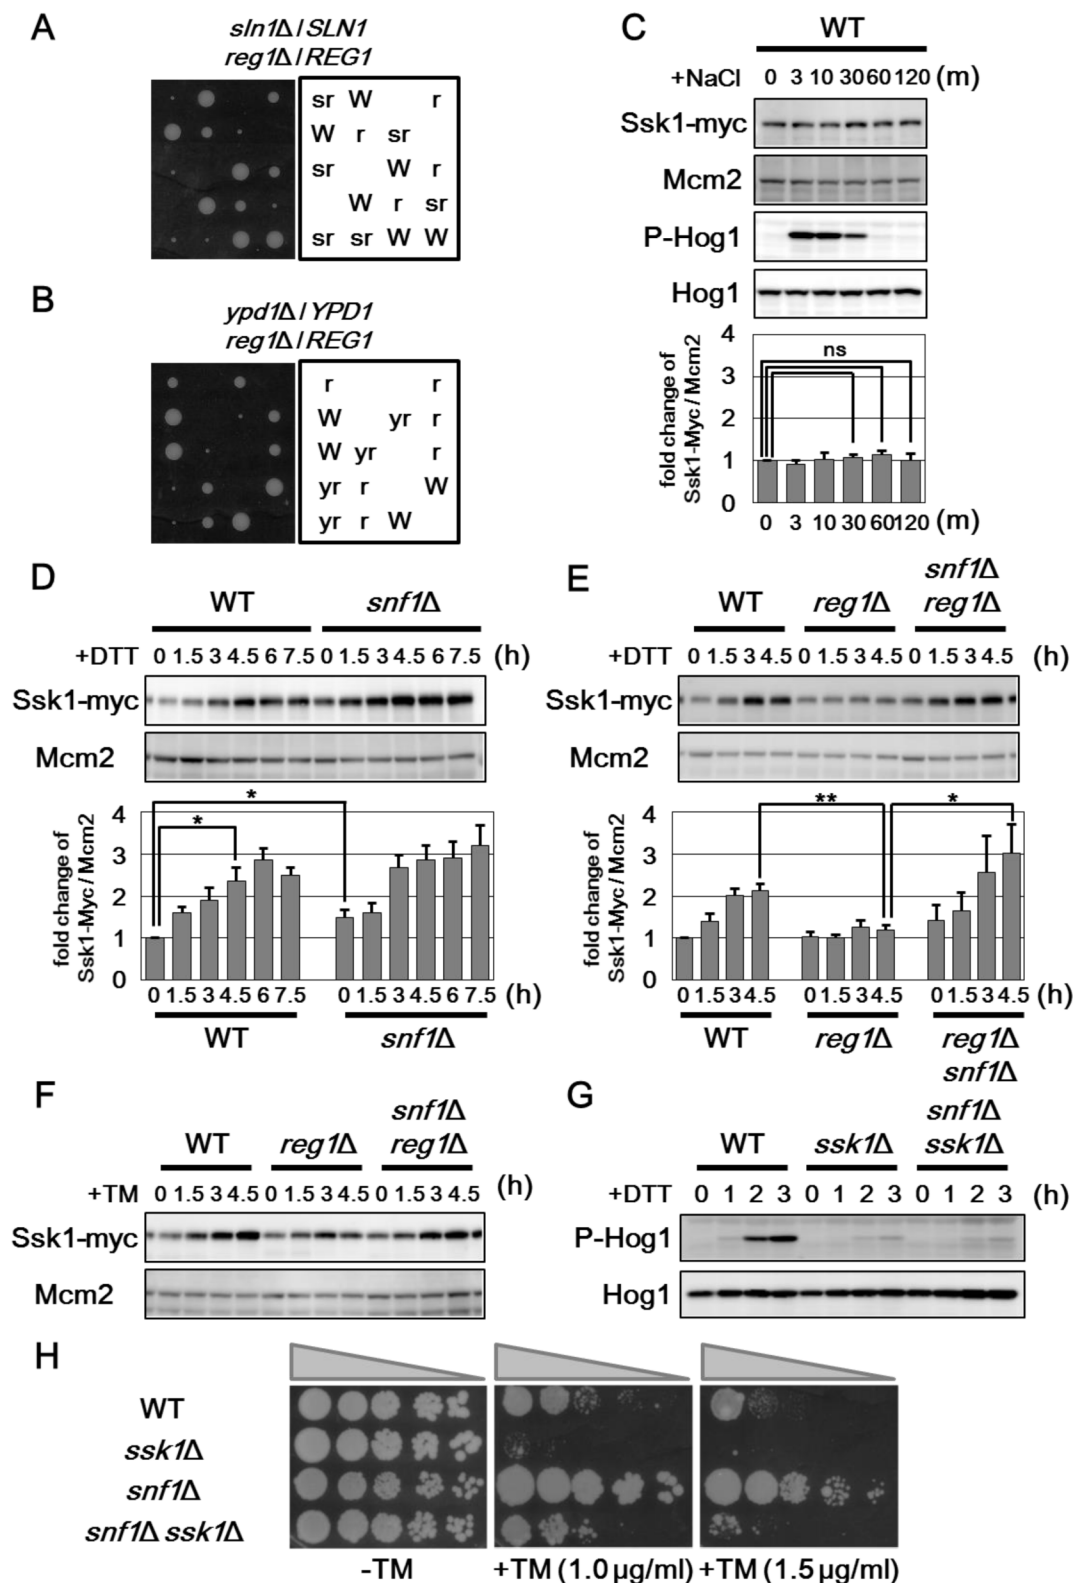 A
sln1Δ / SLN1
reg1Δ / REG1
sr W r
W r sr
sr W r
W r sr
sr sr W W
B
ypd1Δ / YPD1
reg1Δ / REG1
r r
W yr r
W yr r
yr r W
yr r W
C
WT
+NaCl 0 3 10 30 60 120 (m)
Ssk1-myc
Mcm2
P-Hog1
Hog1
fold change of
Ssk1-Myc / Mcm2
4
3
2
1
0
ns
0 3 10 30 60 120 (m)
D
WT snf1Δ
+DTT 0 1.5 3 4.5 6 7.5 0 1.5 3 4.5 6 7.5 (h)
Ssk1-myc
Mcm2
fold change of
Ssk1-Myc / Mcm2
4
3
2
1
0
*
*
0 1.5 3 4.5 6 7.5 0 1.5 3 4.5 6 7.5 (h)
WT snf1Δ
E
snf1Δ
WT reg1Δ reg1Δ
+DTT 0 1.5 3 4.5 0 1.5 3 4.5 0 1.5 3 4.5 (h)
Ssk1-myc
Mcm2
fold change of
Ssk1-Myc / Mcm2
4
3
2
1
0
** *
0 1.5 3 4.5 0 1.5 3 4.5 0 1.5 3 4.5 (h)
WT reg1Δ reg1Δ
snf1Δ
F
snf1Δ
WT reg1Δ reg1Δ
+TM 0 1.5 3 4.5 0 1.5 3 4.5 0 1.5 3 4.5 (h)
Ssk1-myc
Mcm2
G
snf1Δ
WT ssk1Δ ssk1Δ
+DTT 0 1 2 3 0 1 2 3 0 1 2 3 (h)
P-Hog1
Hog1
H
WT
ssk1Δ
snf1Δ
snf1Δ ssk1Δ
-TM +TM (1.0 µg/ml) +TM (1.5 µg/ml)